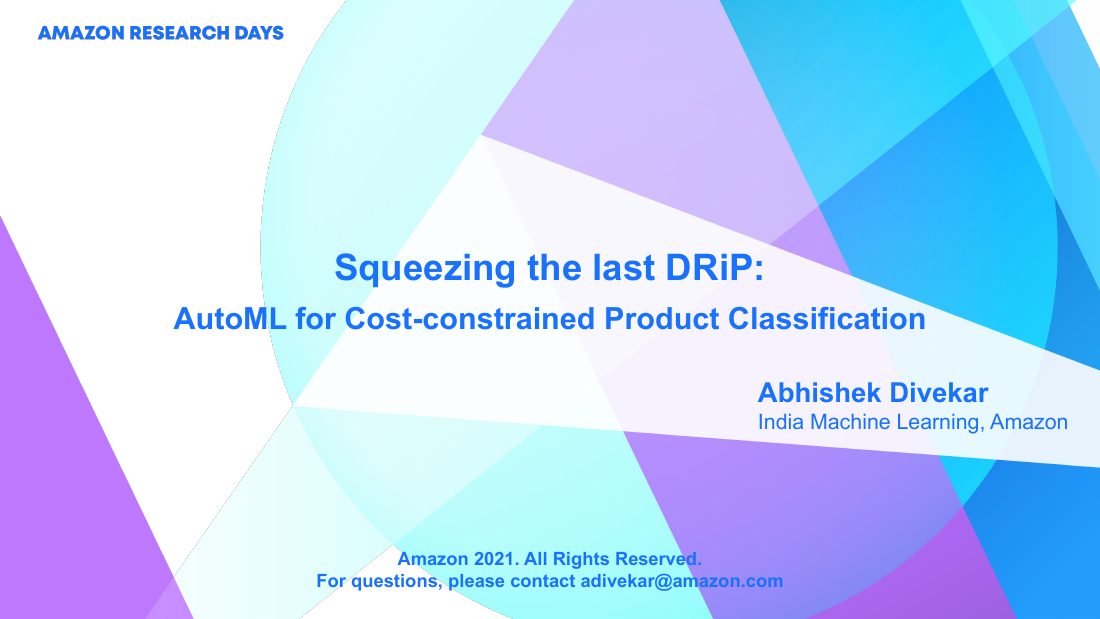 AMAZON RESEARCH DAYS
Squeezing the last DRiP:
AutoML for Cost-constrained Product Classification
Abhishek Divekar
India Machine Learning, Amazon
Amazon 2021. All Rights Reserved.
For questions, please contact adivekar@amazon.com